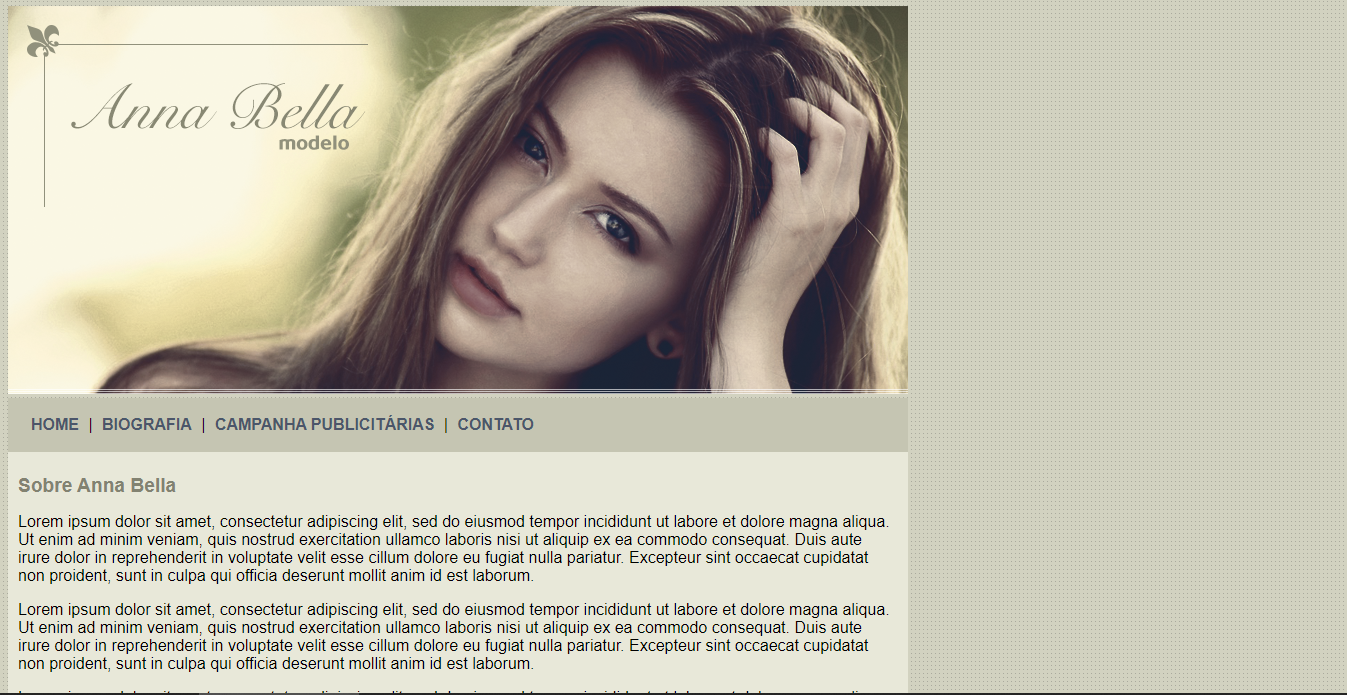 Anna Bella
modelo
HOME | BIOGRAFIA | CAMPANHA PUBLICITÁRIAS | CONTATO
Sobre Anna Bella
Lorem ipsum dolor sit amet, consectetur adipiscing elit, sed do eiusmod tempor incididunt ut labore et dolore magna aliqua.
Ut enim ad minim veniam, quis nostrud exercitation ullamco laboris nisi ut aliquip ex ea commodo consequat. Duis aute
irure dolor in reprehenderit in voluptate velit esse cillum dolore eu fugiat nulla pariatur. Excepteur sint occaecat cupidatat
non proident, sunt in culpa qui officia deserunt mollit anim id est laborum.
Lorem ipsum dolor sit amet, consectetur adipiscing elit, sed do eiusmod tempor incididunt ut labore et dolore magna aliqua.
Ut enim ad minim veniam, quis nostrud exercitation ullamco laboris nisi ut aliquip ex ea commodo consequat. Duis aute
irure dolor in reprehenderit in voluptate velit esse cillum dolore eu fugiat nulla pariatur. Excepteur sint occaecat cupidatat
non proident, sunt in culpa qui officia deserunt mollit anim id est laborum.